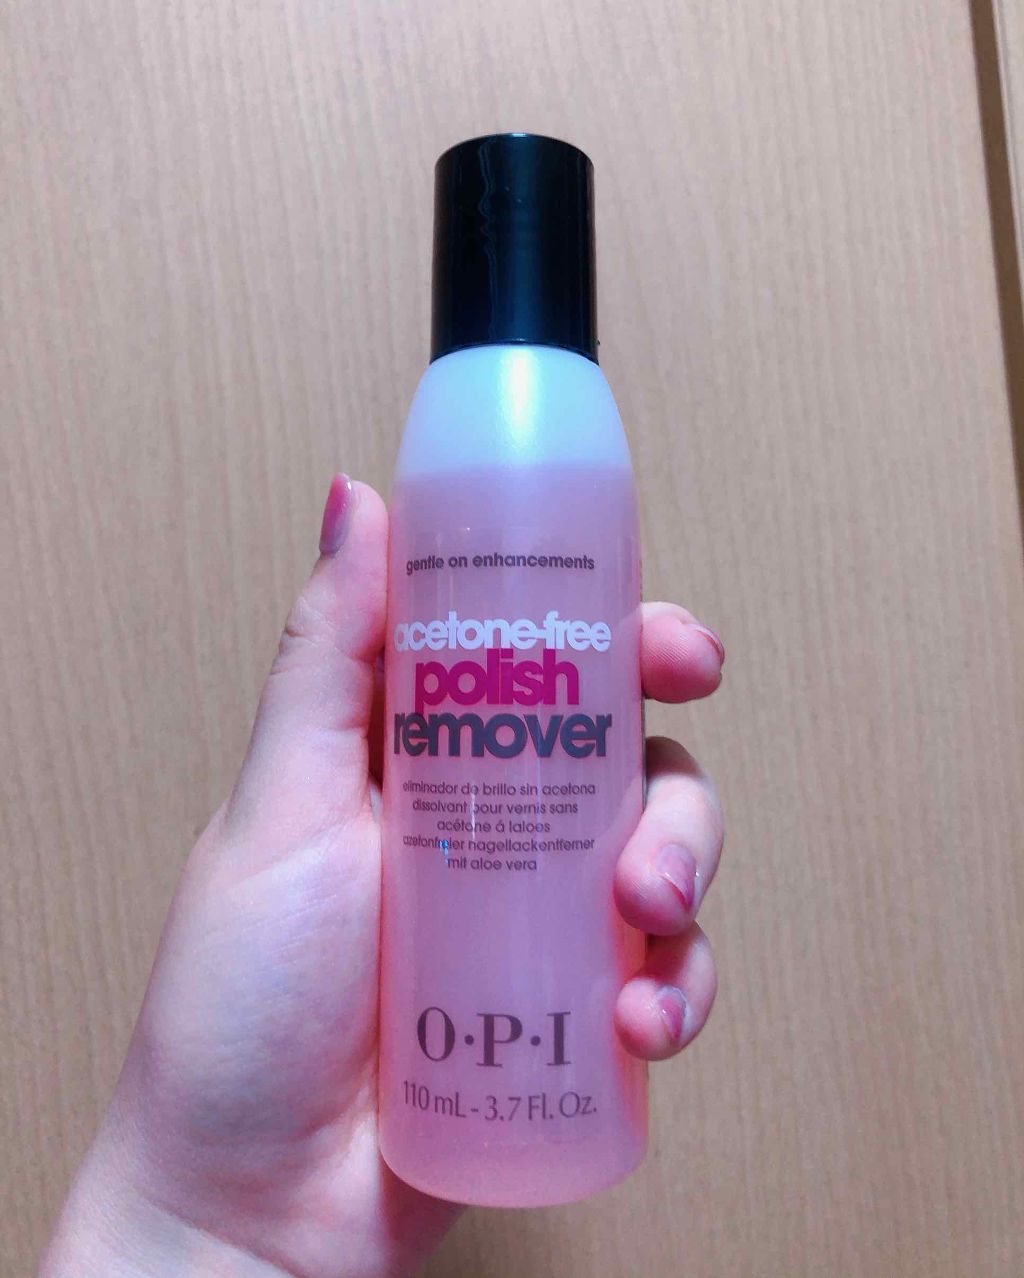 gentle on enhancements
acetone-free
polish
remover
eliminador de brillo sin acetona
dissolvant pour vernis sans
acétone á laloes
azetonfreier nagellackentferner
mit aloe vera
O·P·I
110 mL - 3.7 Fl. Oz.